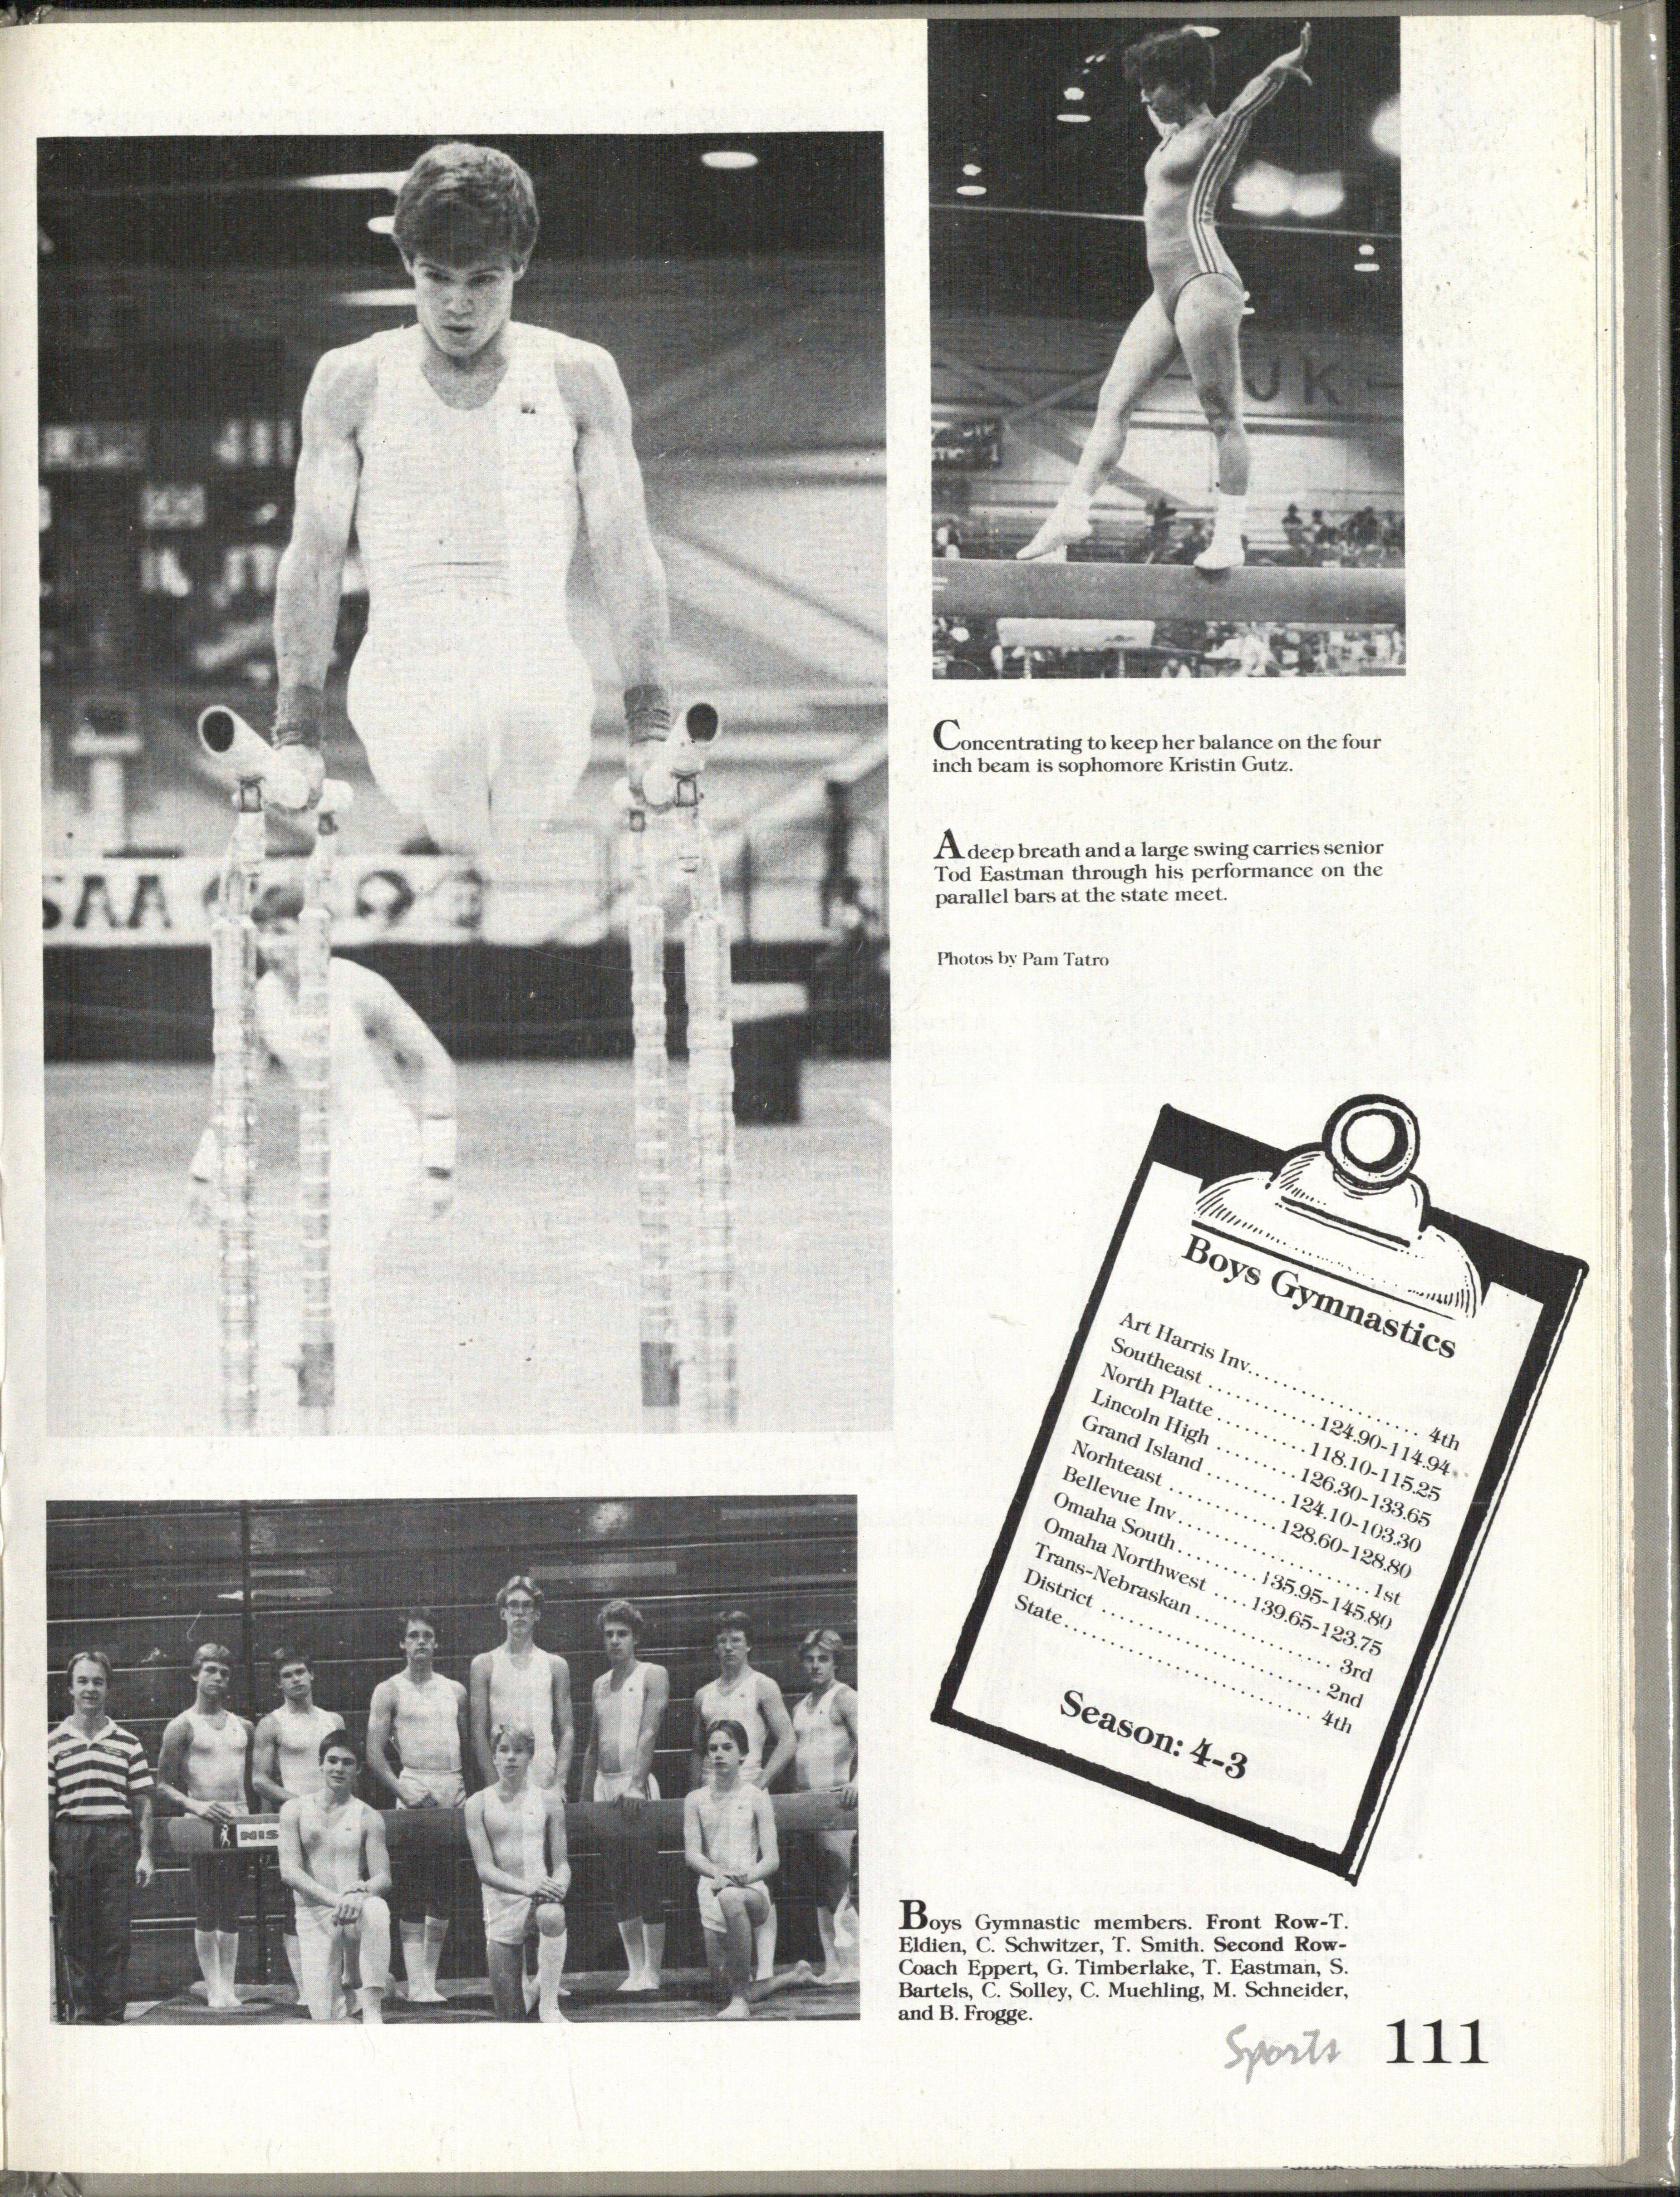 UK
SAA
Concentrating to keep her balance on the four
inch beam is sophomore Kristin Gutz.
A deep breath and a large swing carries senior
Tod Eastman through his performance on the
parallel bars at the state meet.
Photos by Pam Tatro
Boys Gymnastics
Art Harris Inv. .................... 4th
Southeast ............ 124.90-114.94
North Platte .......... 118.10-115.25
Lincoln High ......... 126.30-133.65
Grand Island ......... 124.10-103.30
Norhteast ............ 128.60-128.80
Bellevue Inv. .................... 1st
Omaha South ......... 135.95-145.80
Omaha Northwest .... 139.65-123.75
Trans-Nebraskan ............... 3rd
District ........................ 2nd
State ........................... 4th
Season: 4-3
NIS
Boys Gymnastic members. Front Row-T.
Eldien, C. Schwitzer, T. Smith. Second Row-
Coach Eppert, G. Timberlake, T. Eastman, S.
Bartels, C. Solley, C. Muehling, M. Schneider,
and B. Frogge.
Sports 111